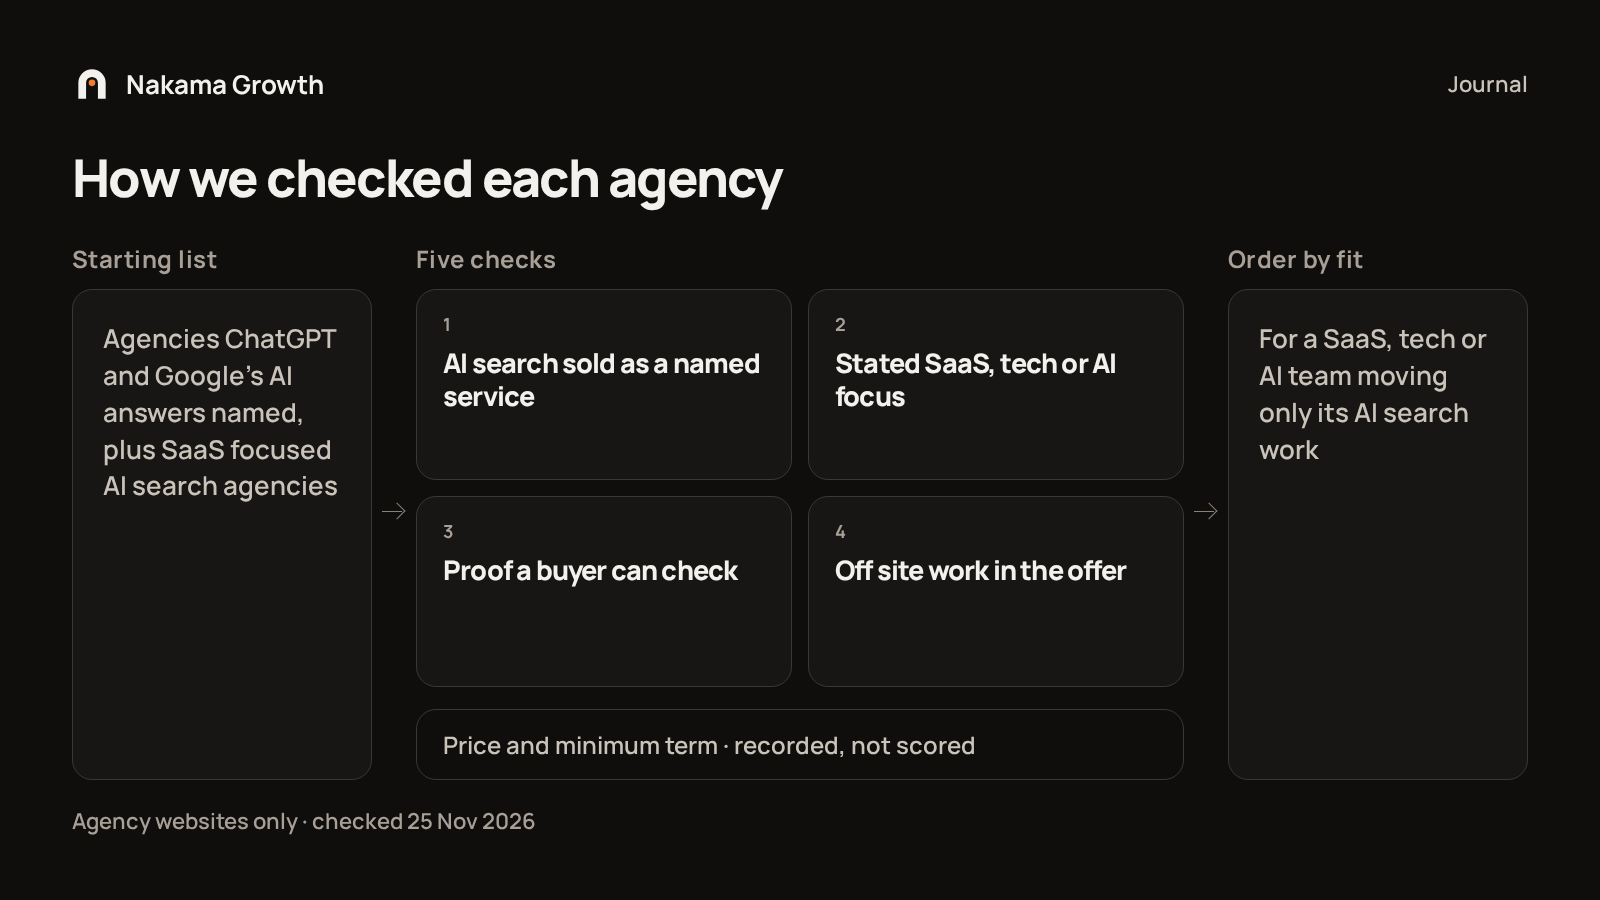 Nakama Growth
Journal
How we checked each agency
Starting list
Agencies ChatGPT
and Google’s AI
answers named,
plus SaaS focused
AI search agencies
→
Five checks
1
AI search sold as a named
service
2
Stated SaaS, tech or AI
focus
3
Proof a buyer can check
4
Off site work in the offer
Price and minimum term · recorded, not scored
→
Order by fit
For a SaaS, tech or
AI team moving
only its AI search
work
Agency websites only · checked 25 Nov 2026